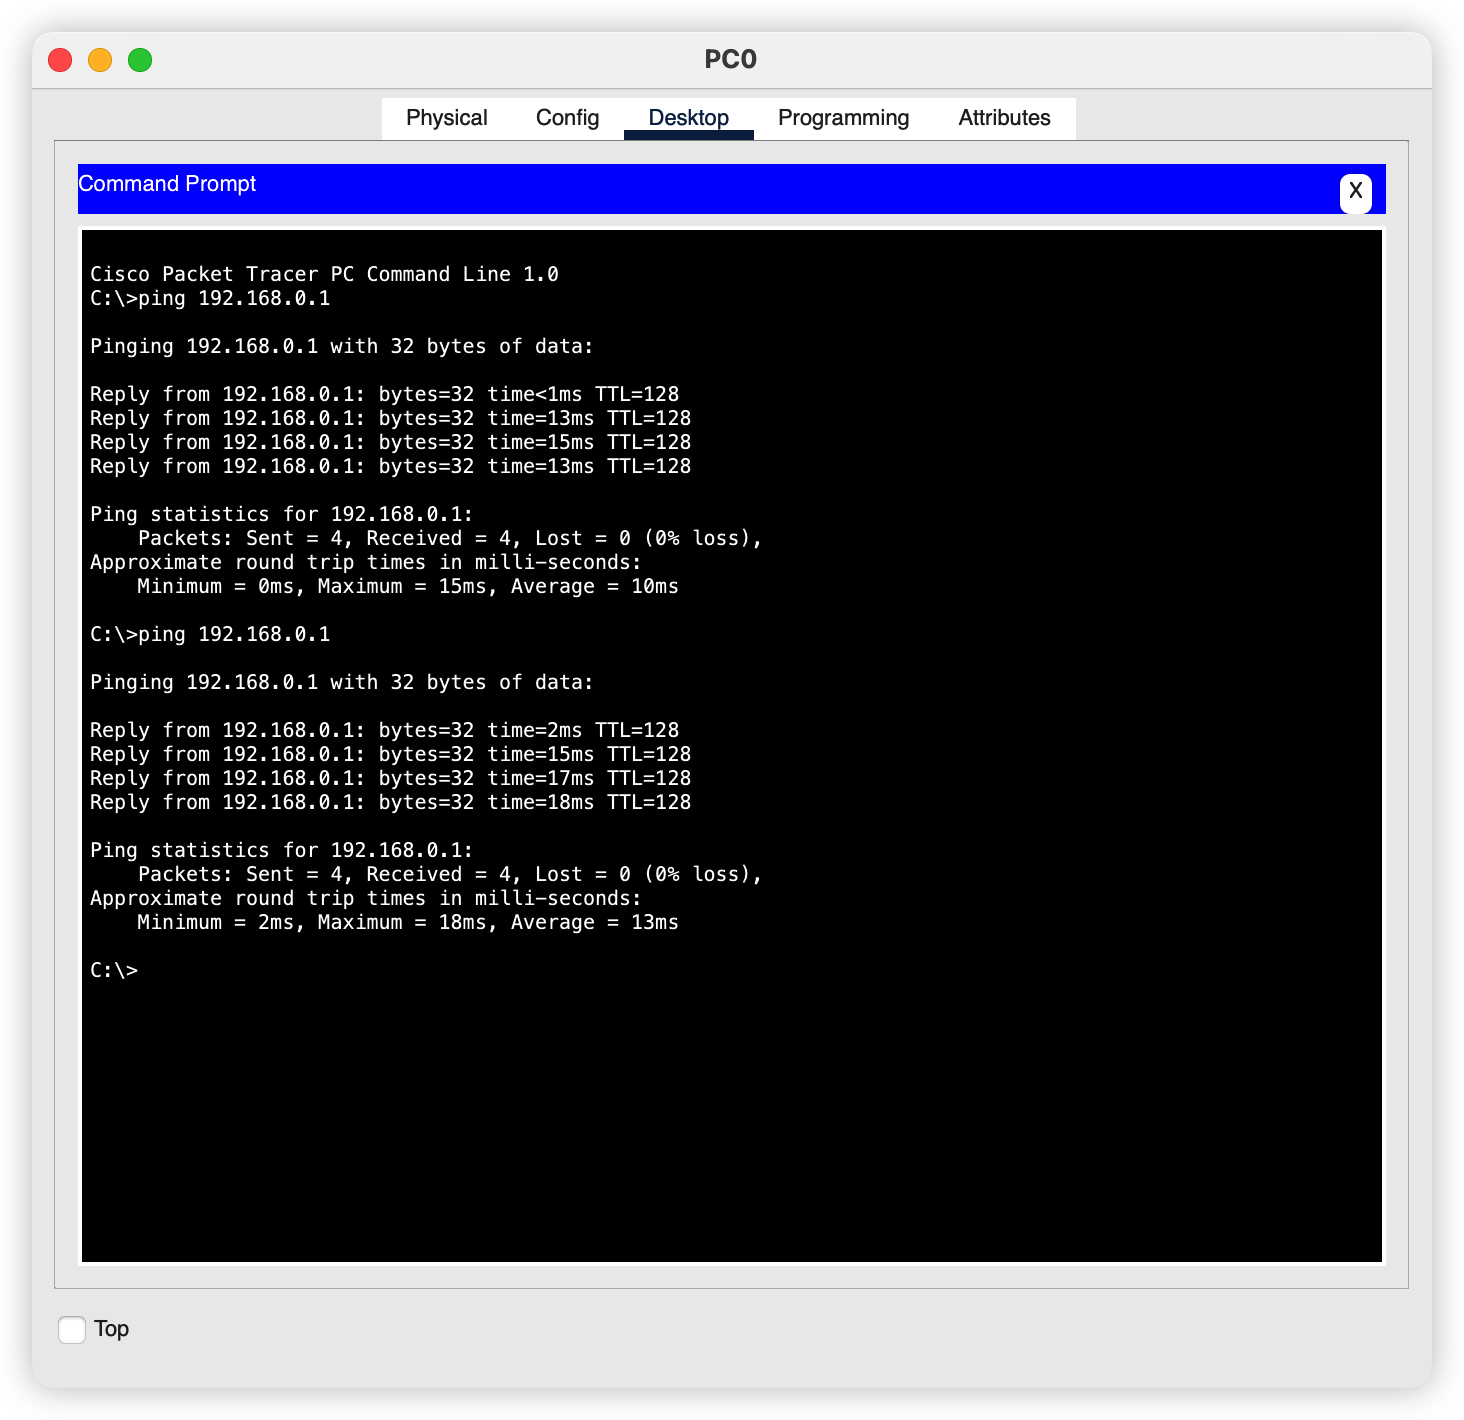 PC0
Physical Config Desktop Programming Attributes
Command Prompt
X
Cisco Packet Tracer PC Command Line 1.0
C:\>ping 192.168.0.1
Pinging 192.168.0.1 with 32 bytes of data:
Reply from 192.168.0.1: bytes=32 time<1ms TTL=128
Reply from 192.168.0.1: bytes=32 time=13ms TTL=128
Reply from 192.168.0.1: bytes=32 time=15ms TTL=128
Reply from 192.168.0.1: bytes=32 time=13ms TTL=128
Ping statistics for 192.168.0.1:
Packets: Sent = 4, Received = 4, Lost = 0 (0% loss),
Approximate round trip times in milli-seconds:
Minimum = 0ms, Maximum = 15ms, Average = 10ms
C:\>ping 192.168.0.1
Pinging 192.168.0.1 with 32 bytes of data:
Reply from 192.168.0.1: bytes=32 time=2ms TTL=128
Reply from 192.168.0.1: bytes=32 time=15ms TTL=128
Reply from 192.168.0.1: bytes=32 time=17ms TTL=128
Reply from 192.168.0.1: bytes=32 time=18ms TTL=128
Ping statistics for 192.168.0.1:
Packets: Sent = 4, Received = 4, Lost = 0 (0% loss),
Approximate round trip times in milli-seconds:
Minimum = 2ms, Maximum = 18ms, Average = 13ms
C:\>
Top